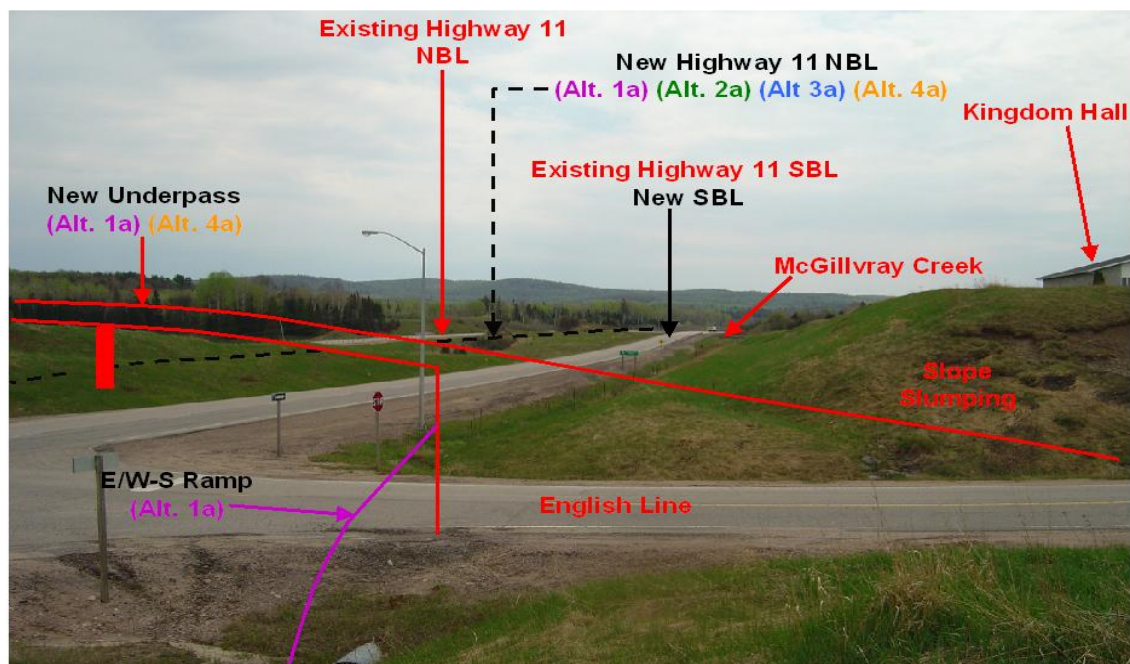 Existing Highway 11
NBL
New Highway 11 NBL
(Alt. 1a) (Alt. 2a) (Alt 3a) (Alt. 4a)
Kingdom Hall
Existing Highway 11 SBL
New SBL
New Underpass
(Alt. 1a) (Alt. 4a)
McGillvray Creek
Slope
Slumping
E/W-S Ramp
(Alt. 1a)
English Line